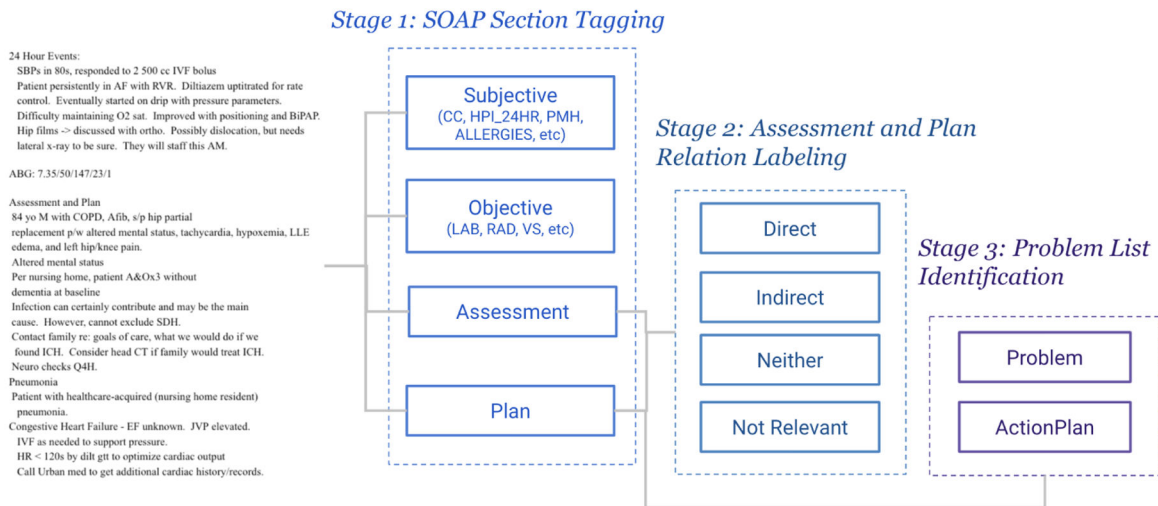 Stage 1: SOAP Section Tagging
24 Hour Events:
SBPs in 80s, responded to 2 500 cc IVF bolus
Patient persistently in AF with RVR. Diltiazem uptitrated for rate
control. Eventually started on drip with pressure parameters.
Difficulty maintaining O2 sat. Improved with positioning and BiPAP.
Hip films -> discussed with ortho. Possibly dislocation, but needs
lateral x-ray to be sure. They will staff this AM.
ABG: 7.35/50/147/23/1
Assessment and Plan
84 yo M with COPD, Afib, s/p hip partial
replacement p/w altered mental status, tachycardia, hypoxemia, LLE
edema, and left hip/knee pain.
Altered mental status
Per nursing home, patient A&Ox3 without
dementia at baseline
Infection can certainly contribute and may be the main
cause. However, cannot exclude SDH.
Contact family re: goals of care, what we would do if we
found ICH. Consider head CT if family would treat ICH.
Neuro checks Q4H.
Pneumonia
Patient with healthcare-acquired (nursing home resident)
pneumonia.
Congestive Heart Failure - EF unknown. JVP elevated.
IVF as needed to support pressure.
HR < 120s by dilt gtt to optimize cardiac output
Call Urban med to get additional cardiac history/records.
Subjective
(CC, HPI_24HR, PMH,
ALLERGIES, etc)
Objective
(LAB, RAD, VS, etc)
Assessment
Plan
Stage 2: Assessment and Plan
Relation Labeling
Direct
Indirect
Neither
Not Relevant
Stage 3: Problem List
Identification
Problem
ActionPlan